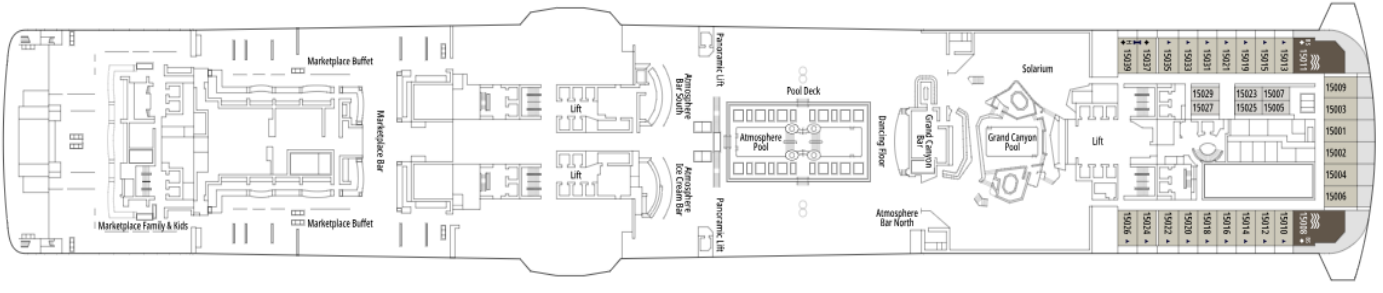 Marketplace Buffet
Marketplace Bar
Marketplace Buffet
Marketplace Family & Kids
Lift
Lift
Atmosphere
Bar South
Atmosphere
Ice Cream Bar
Panoramic Lift
Panoramic Lift
Pool Deck
Atmosphere
Pool
Dancing Floor
Atmosphere
Bar North
Grand Canyon
Bar
Solarium
Grand Canyon
Pool
Lift
15039
15037
15035
15033
15031
15021
15019
15015
15013
15011
15029
15023
15007
15027
15025
15005
15009
15003
15001
15002
15004
15006
15026
15024
15022
15020
15018
15016
15014
15012
15010
15008